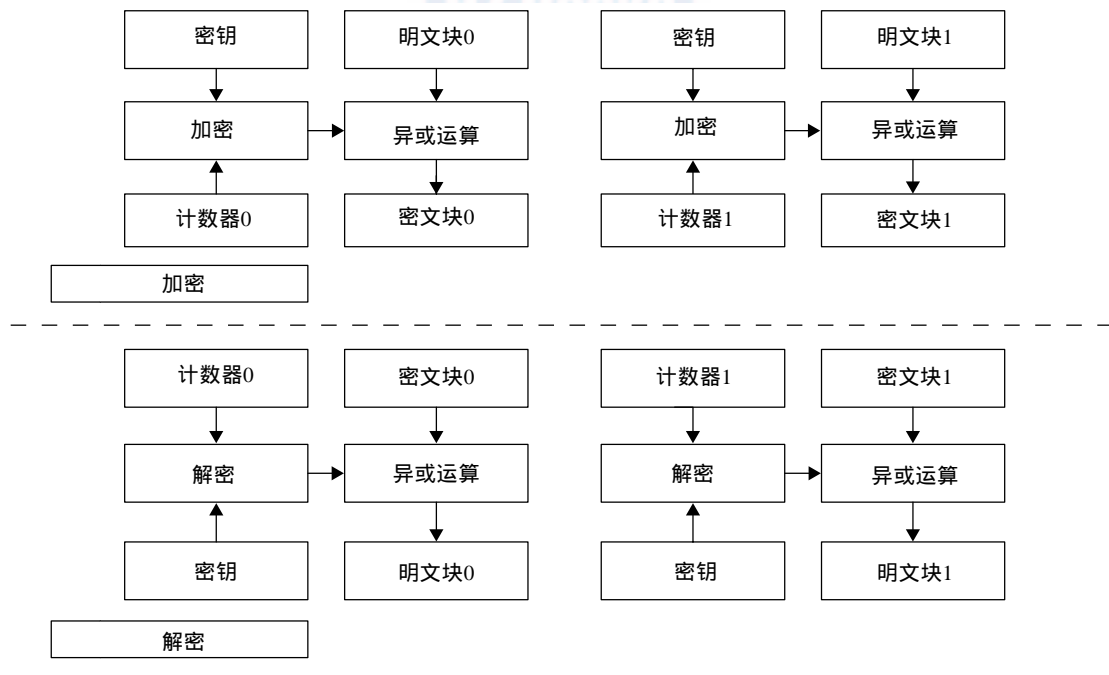 密钥
明文块0
密钥
明文块1
加密
异或运算
加密
异或运算
计数器0
密文块0
计数器1
密文块1
加密
计数器0
密文块0
计数器1
密文块1
解密
异或运算
解密
异或运算
密钥
明文块0
密钥
明文块1
解密